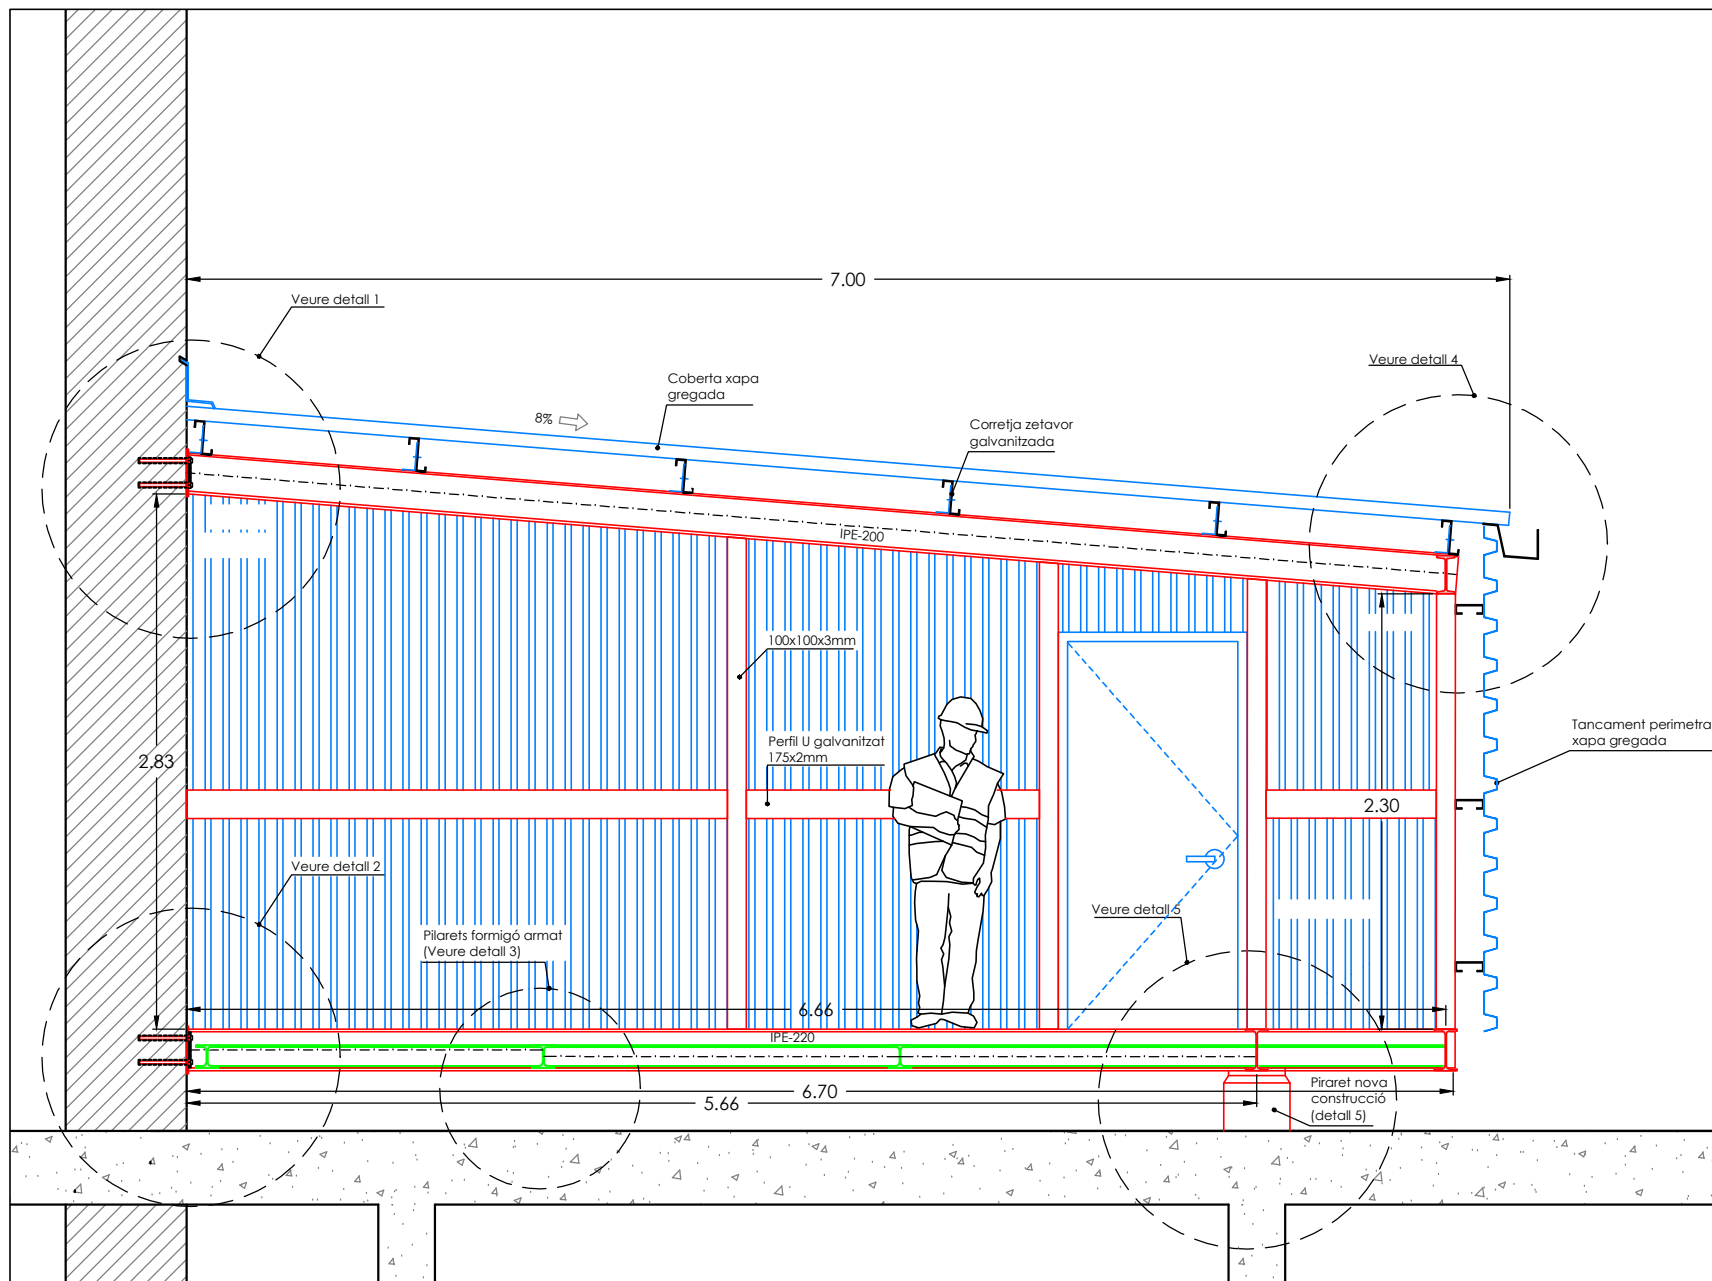 7.00
Veure detall 1
Veure detall 4
Coberta xapa
gregada
8%
Corretja zetavor
galvanitzada
IPE-200
100x100x3mm
Tancament perimetra
xapa gregada
Perfil U galvanitzat
175x2mm
2.83
2.30
Veure detall 2
Veure detall 5
Pilarets formigó armat
(Veure detall 3)
6.66
IPE-220
6.70
5.66
Piraret nova
construcció
(detall 5)